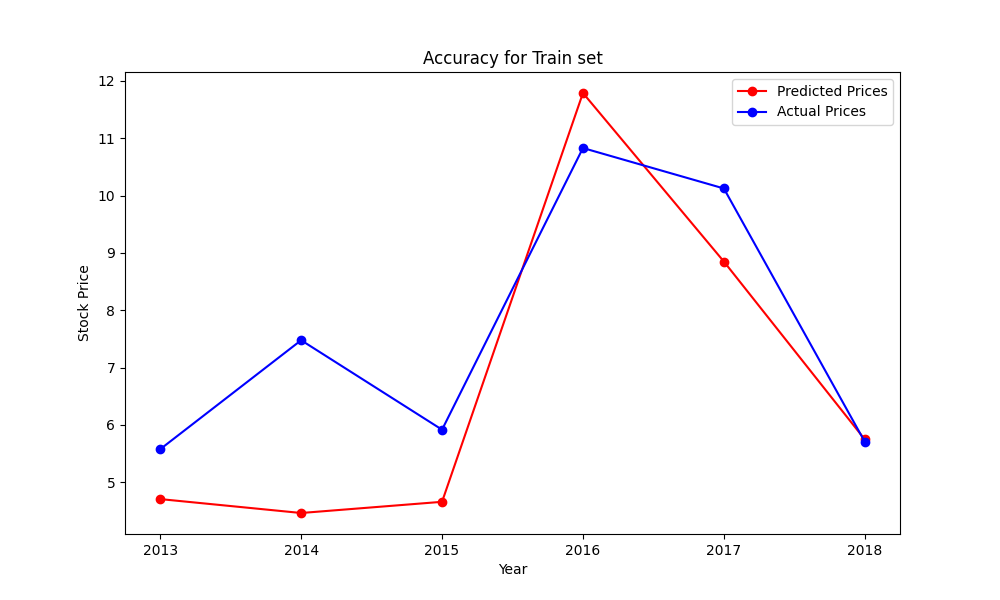 Accuracy for Train set
Predicted Prices
Actual Prices
Stock Price
12
11
10
9
8
7
6
5
2013 2014 2015 2016 2017 2018
Year